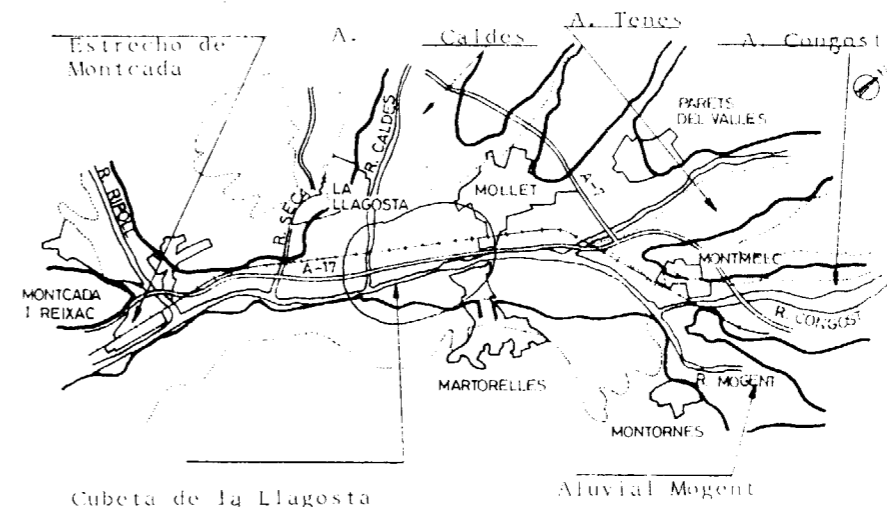 A. Tenes
Estrecho de
Montcada
A.
Caldes
A. Congost
PARETS
DEL VALLES
R. CALDES
R. RIPOLL
R. SECA
LA
LLAGOSTA
MOLLET
A-7
A-17
MONTMELC
MONTCADA
I REIXAC
R. CONGOST
MARTORELLES
R. MOGENT
MONTORNES
Cubeta de la Llagosta
Aluvial Mogent